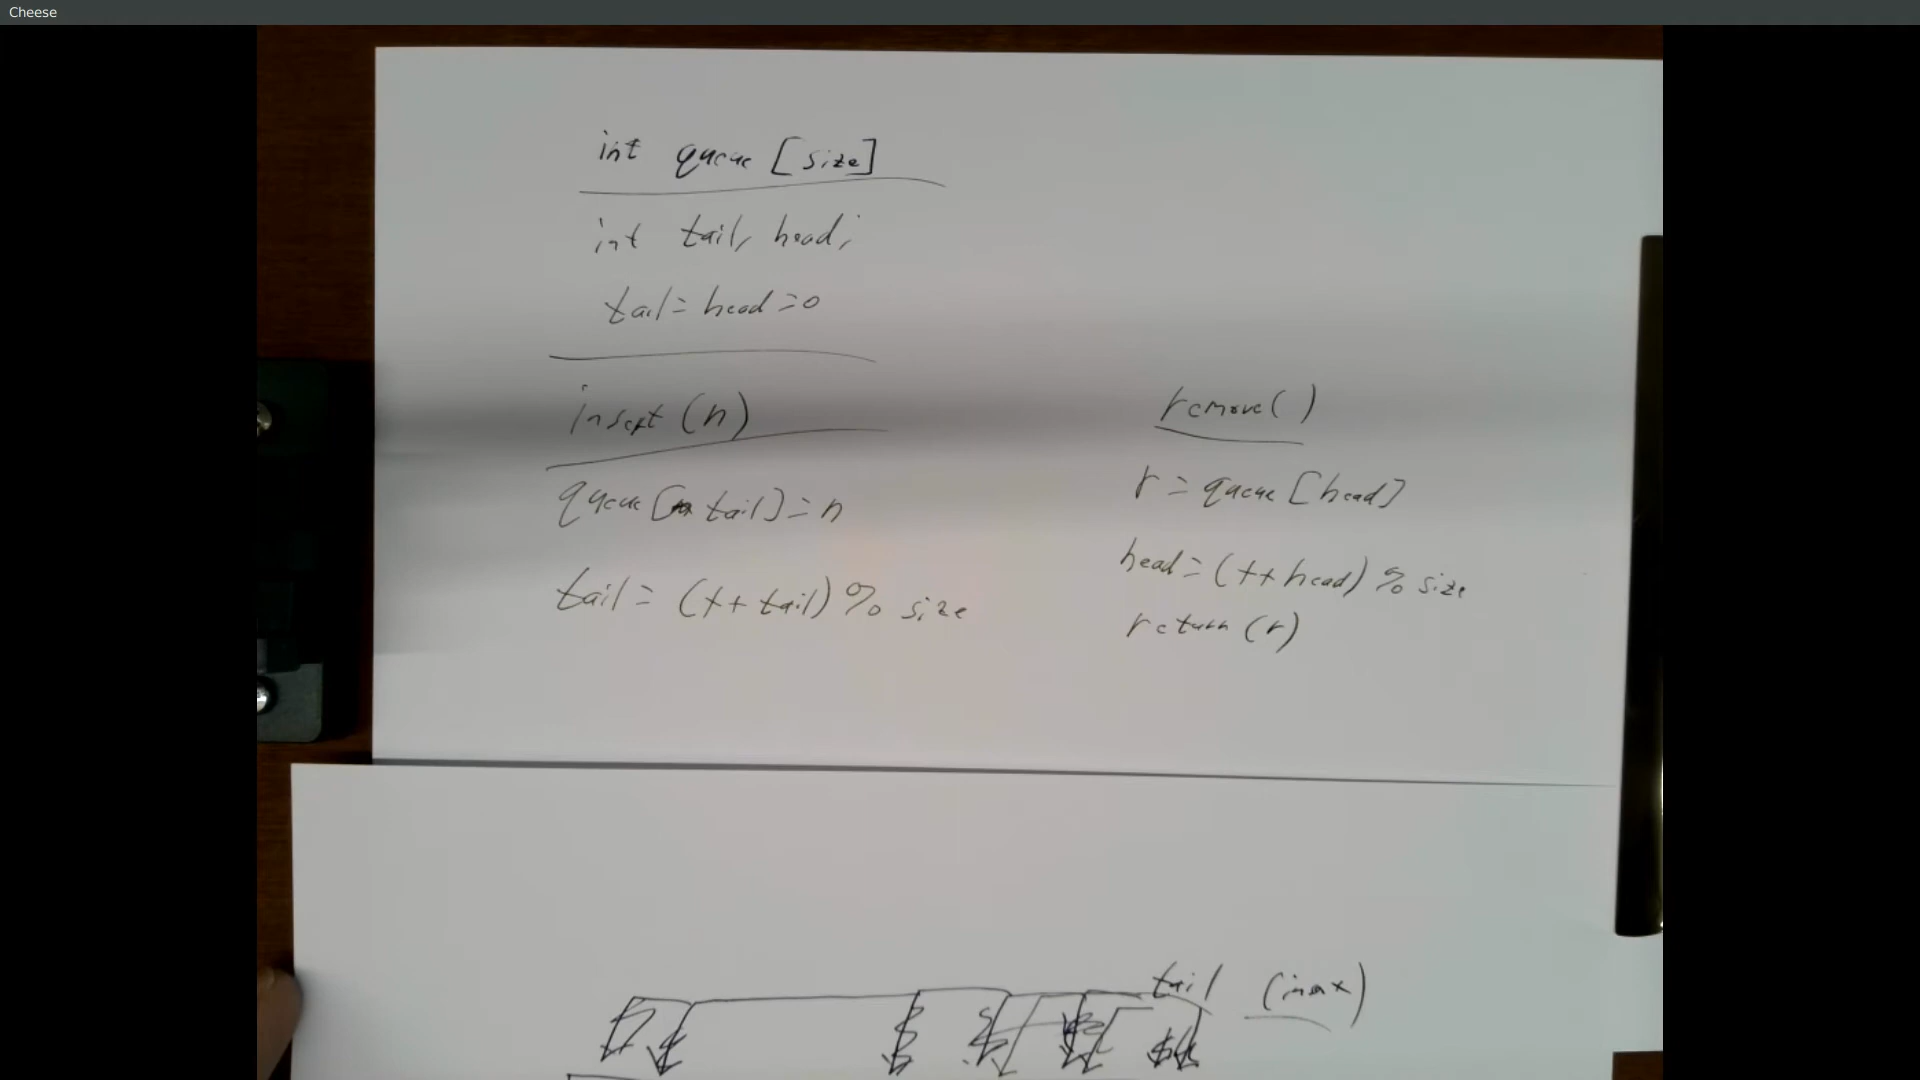 Cheese
int queue [size]
int tail, head;
tail = head = 0
insert (n)
queue [tail] = n
tail = (++ tail) % size
remove( )
r = queue [head]
head = (++ head) % size
return (r)
tail (max)